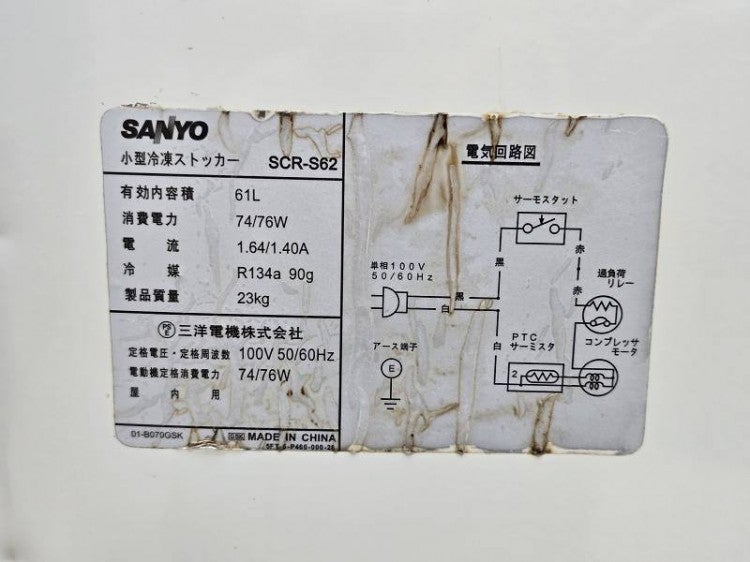 SANYO
小型冷凍ストッカー SCR-S62
有効内容積 61L
消費電力 74/76W
電流 1.64/1.40A
冷媒 R134a 90g
製品質量 23kg
PSE 三洋電機株式会社
定格電圧・定格周波数 100V 50/60Hz
電動機定格消費電力 74/76W
屋内用
01-B070GSK MADE IN CHINA
電気回路図
サーモスタット
黒
赤
単相100V
50/60Hz
黒
白
赤
過負荷
リレー
アース端子
E
白
PTC
サーミスタ
コンプレッサ
モータ
2